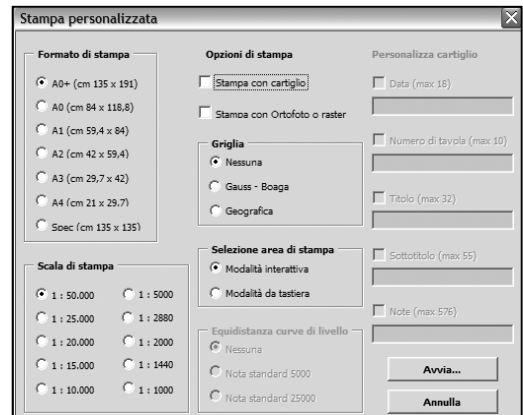 Stampa personalizzata
Formato di stampa
A0+ (cm 135 x 191)
A0 (cm 84 x 118,8)
A1 (cm 59,4 x 84)
A2 (cm 42 x 59,4)
A3 (cm 29,7 x 42)
A4 (cm 21 x 29.7)
Spec (cm 135 x 135)
Scala di stampa
1 : 50.000
1 : 25.000
1 : 20.000
1 : 15.000
1 : 10.000
1 : 5000
1 : 2880
1 : 2000
1 : 1440
1 : 1000
Opzioni di stampa
Stampa con cartiglio
Stampa con Ortofoto o raster
Griglia
Nessuna
Gauss - Boaga
Geografica
Selezione area di stampa
Modalità interattiva
Modalità da tastiera
Equidistanza curve di livello
Nessuna
Nota standard 5000
Nota standard 25000
Personalizza cartiglio
Data (max 18)
Numero di tavola (max 10)
Titolo (max 32)
Sottotitolo (max 55)
Note (max 576)
Avvia...
Annulla